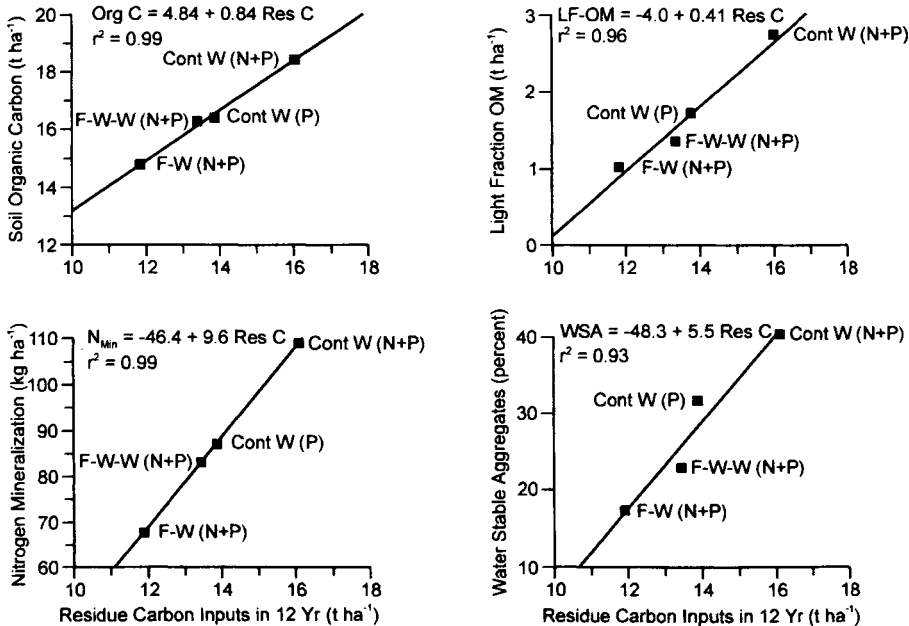 Org C = 4.84 + 0.84 Res C
r² = 0.99
Soil Organic Carbon (t ha⁻¹)
20
18
16
14
12
Cont W (N+P)
F-W-W (N+P)
Cont W (P)
F-W (N+P)
10 12 14 16 18
LF-OM = -4.0 + 0.41 Res C
r² = 0.96
Light Fraction OM (t ha⁻¹)
3
2
1
0
Cont W (N+P)
Cont W (P)
F-W-W (N+P)
F-W (N+P)
10 12 14 16 18
N_Min = -46.4 + 9.6 Res C
r² = 0.99
Nitrogen Mineralization (kg ha⁻¹)
110
100
90
80
70
60
Cont W (N+P)
Cont W (P)
F-W-W (N+P)
F-W (N+P)
10 12 14 16 18
Residue Carbon Inputs in 12 Yr (t ha⁻¹)
WSA = -48.3 + 5.5 Res C
r² = 0.93
Water Stable Aggregates (percent)
40
30
20
10
Cont W (N+P)
Cont W (P)
F-W-W (N+P)
F-W (N+P)
10 12 14 16 18
Residue Carbon Inputs in 12 Yr (t ha⁻¹)